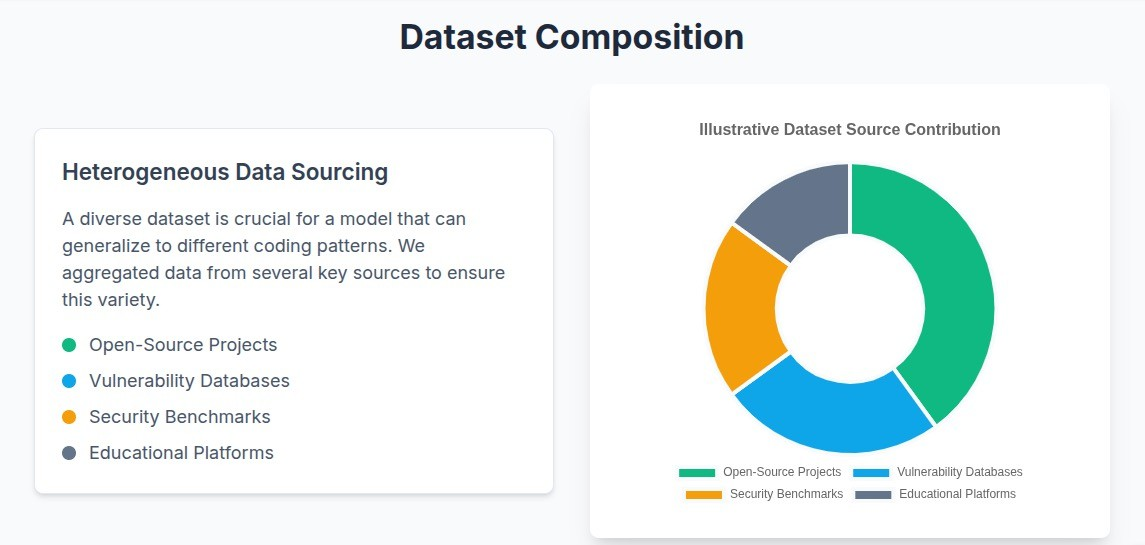 Dataset Composition
Heterogeneous Data Sourcing
A diverse dataset is crucial for a model that can
generalize to different coding patterns. We
aggregated data from several key sources to ensure
this variety.
Open-Source Projects
Vulnerability Databases
Security Benchmarks
Educational Platforms
Illustrative Dataset Source Contribution
Open-Source Projects
Vulnerability Databases
Security Benchmarks
Educational Platforms